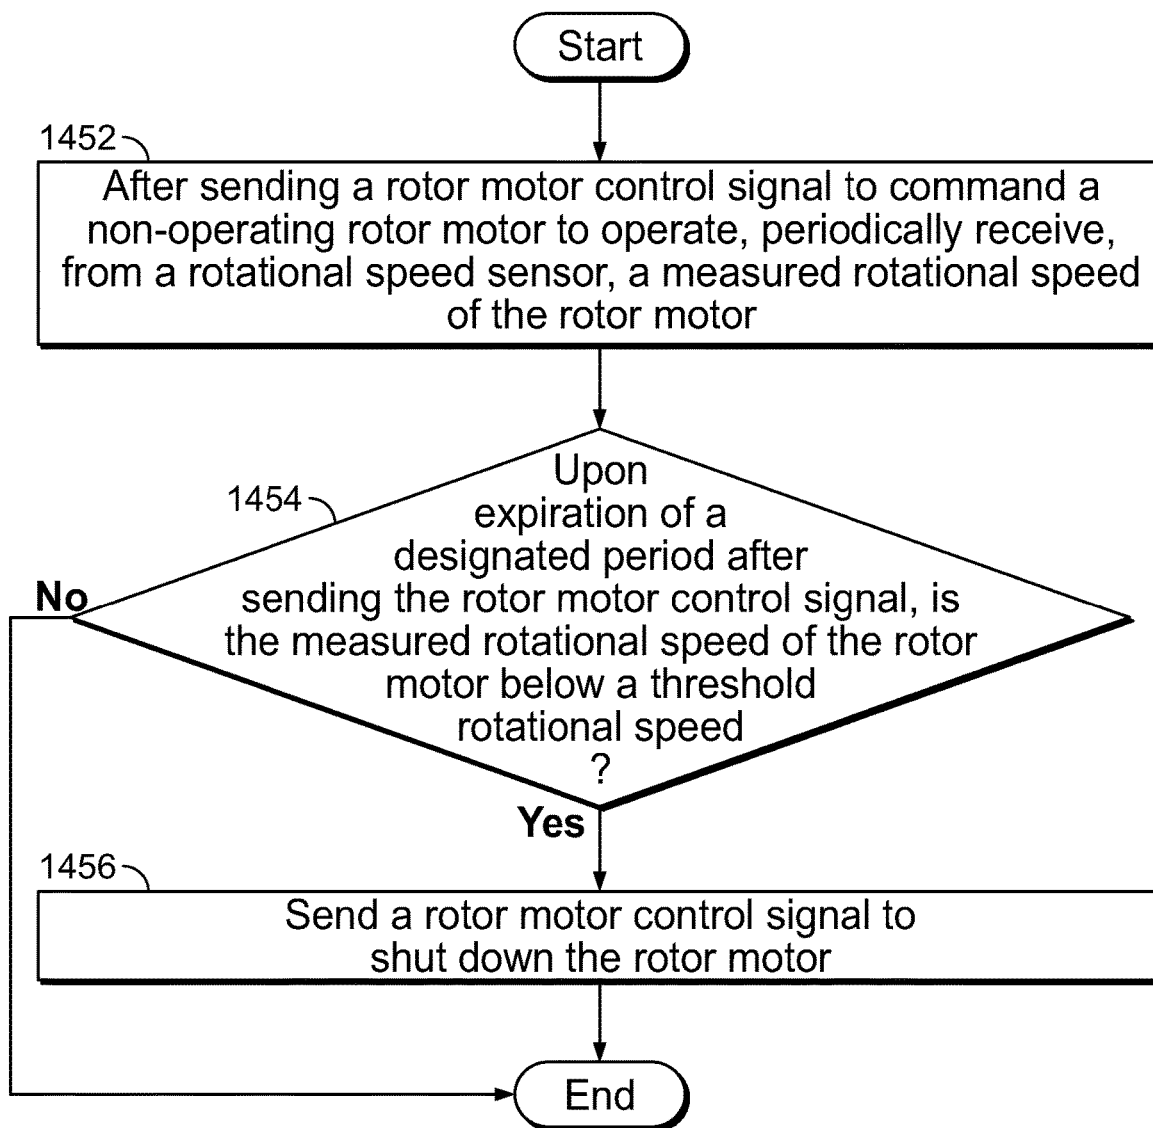 Start
1452
After sending a rotor motor control signal to command a
non-operating rotor motor to operate, periodically receive,
from a rotational speed sensor, a measured rotational speed
of the rotor motor
1454
Upon
expiration of a
designated period after
sending the rotor motor control signal, is
the measured rotational speed of the rotor
motor below a threshold
rotational speed
?
No
Yes
1456
Send a rotor motor control signal to
shut down the rotor motor
End